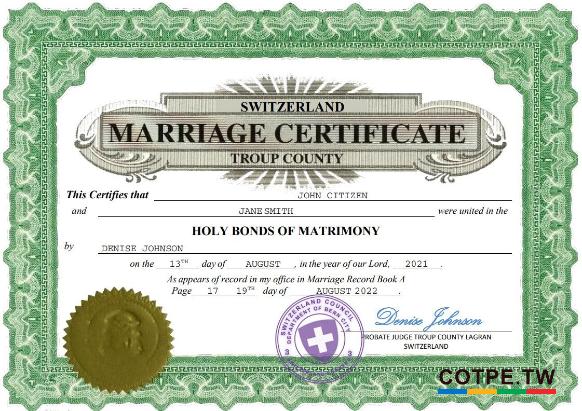 SWITZERLAND
MARRIAGE CERTIFICATE
TROUP COUNTY
This Certifies that JOHN CITIZEN
and JANE SMITH were united in the
HOLY BONDS OF MATRIMONY
by DENISE JOHNSON
on the 13TH day of AUGUST , in the year of our Lord, 2021 .
As appears of record in my office in Marriage Record Book A
Page 17 19TH day of AUGUST 2022 .
SWITZERLAND COUNCIL
DEPARTMENT OF BERN CITY
3 3
Denise Johnson
PROBATE JUDGE TROUP COUNTY LAGRAN
SWITZERLAND
COTPE.TW